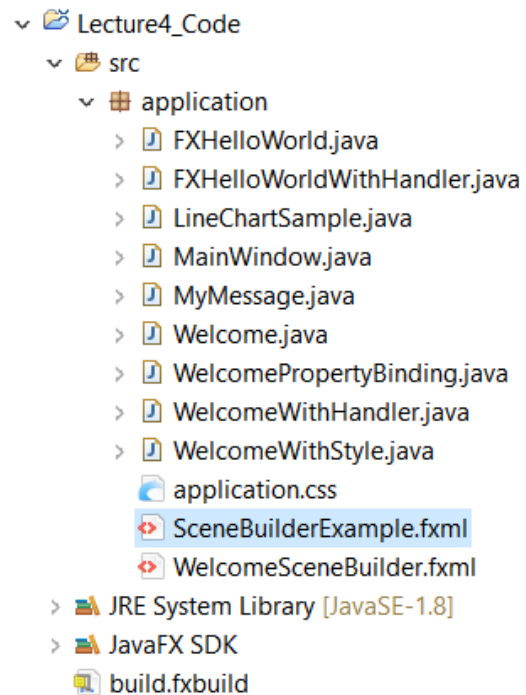 Lecture4_Code
src
application
FXHelloWorld.java
FXHelloWorldWithHandler.java
LineChartSample.java
MainWindow.java
MyMessage.java
Welcome.java
WelcomePropertyBinding.java
WelcomeWithHandler.java
WelcomeWithStyle.java
application.css
SceneBuilderExample.fxml
WelcomeSceneBuilder.fxml
JRE System Library [JavaSE-1.8]
JavaFX SDK
build.fxbuild